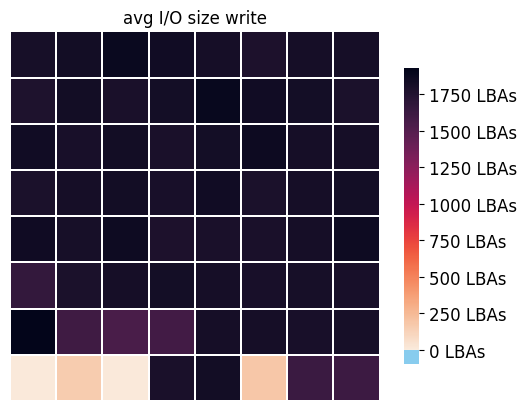 avg I/O size write
1750 LBAs
1500 LBAs
1250 LBAs
1000 LBAs
750 LBAs
500 LBAs
250 LBAs
0 LBAs